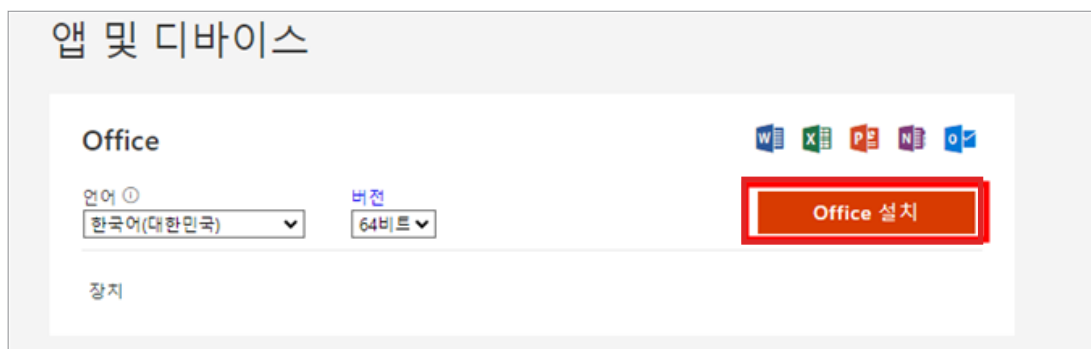 앱 및 디바이스
Office
W X P N O
언어 ⓘ 버전
한국어(대한민국) 64비트 Office 설치
장치